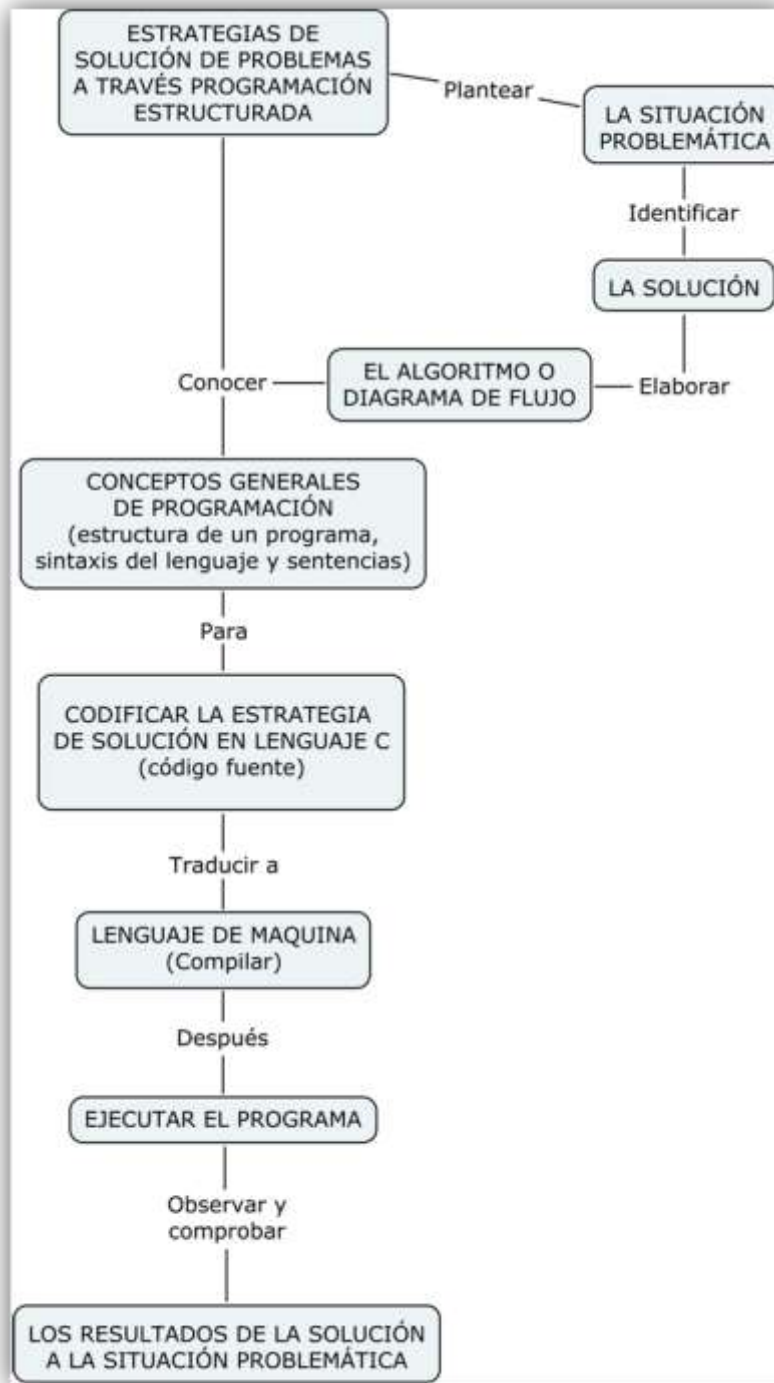 ESTRATEGIAS DE
SOLUCIÓN DE PROBLEMAS
A TRAVÉS PROGRAMACIÓN
ESTRUCTURADA
Plantear
LA SITUACIÓN
PROBLEMÁTICA
Identificar
LA SOLUCIÓN
Elaborar
EL ALGORITMO O
DIAGRAMA DE FLUJO
Conocer
CONCEPTOS GENERALES
DE PROGRAMACIÓN
(estructura de un programa,
sintaxis del lenguaje y sentencias)
Para
CODIFICAR LA ESTRATEGIA
DE SOLUCIÓN EN LENGUAJE C
(código fuente)
Traducir a
LENGUAJE DE MAQUINA
(Compilar)
Después
EJECUTAR EL PROGRAMA
Observar y
comprobar
LOS RESULTADOS DE LA SOLUCIÓN
A LA SITUACIÓN PROBLEMÁTICA